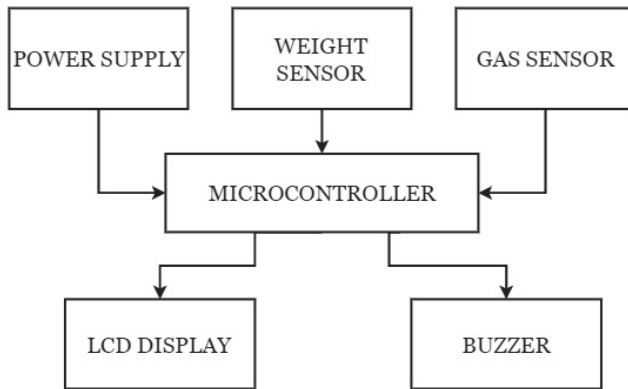 POWER SUPPLY
WEIGHT
SENSOR
GAS SENSOR
MICROCONTROLLER
LCD DISPLAY
BUZZER